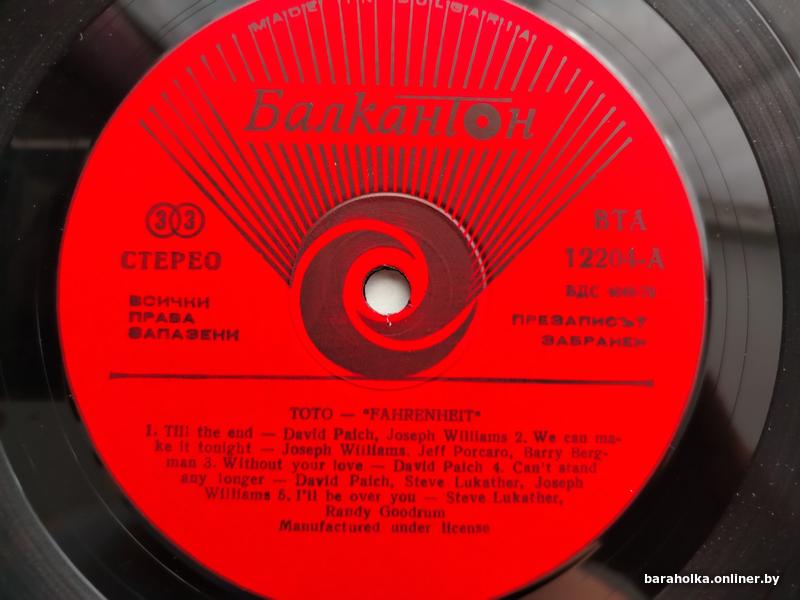 MADE IN BULGARIA
Балкантон
33
СТЕРЕО
ВСИЧКИ
ПРАВА
ЗАПАЗЕНИ
ВТА
12204-A
БДС
ПРЕЗАПИСЪТ
ЗАБРАНЕН
TOTO — "FAHRENHEIT"
1. Till the end — David Paich, Joseph Williams 2. We can ma-
ke it tonight — Joseph Williams, Jeff Porcaro, Barry Berg-
man 3. Without your love — David Paich 4. Can't stand
any longer — David Paich, Steve Lukather, Joseph
Williams 5. I'll be over you — Steve Lukather,
Randy Goodrum
Manufactured under license
baraholka.onliner.by